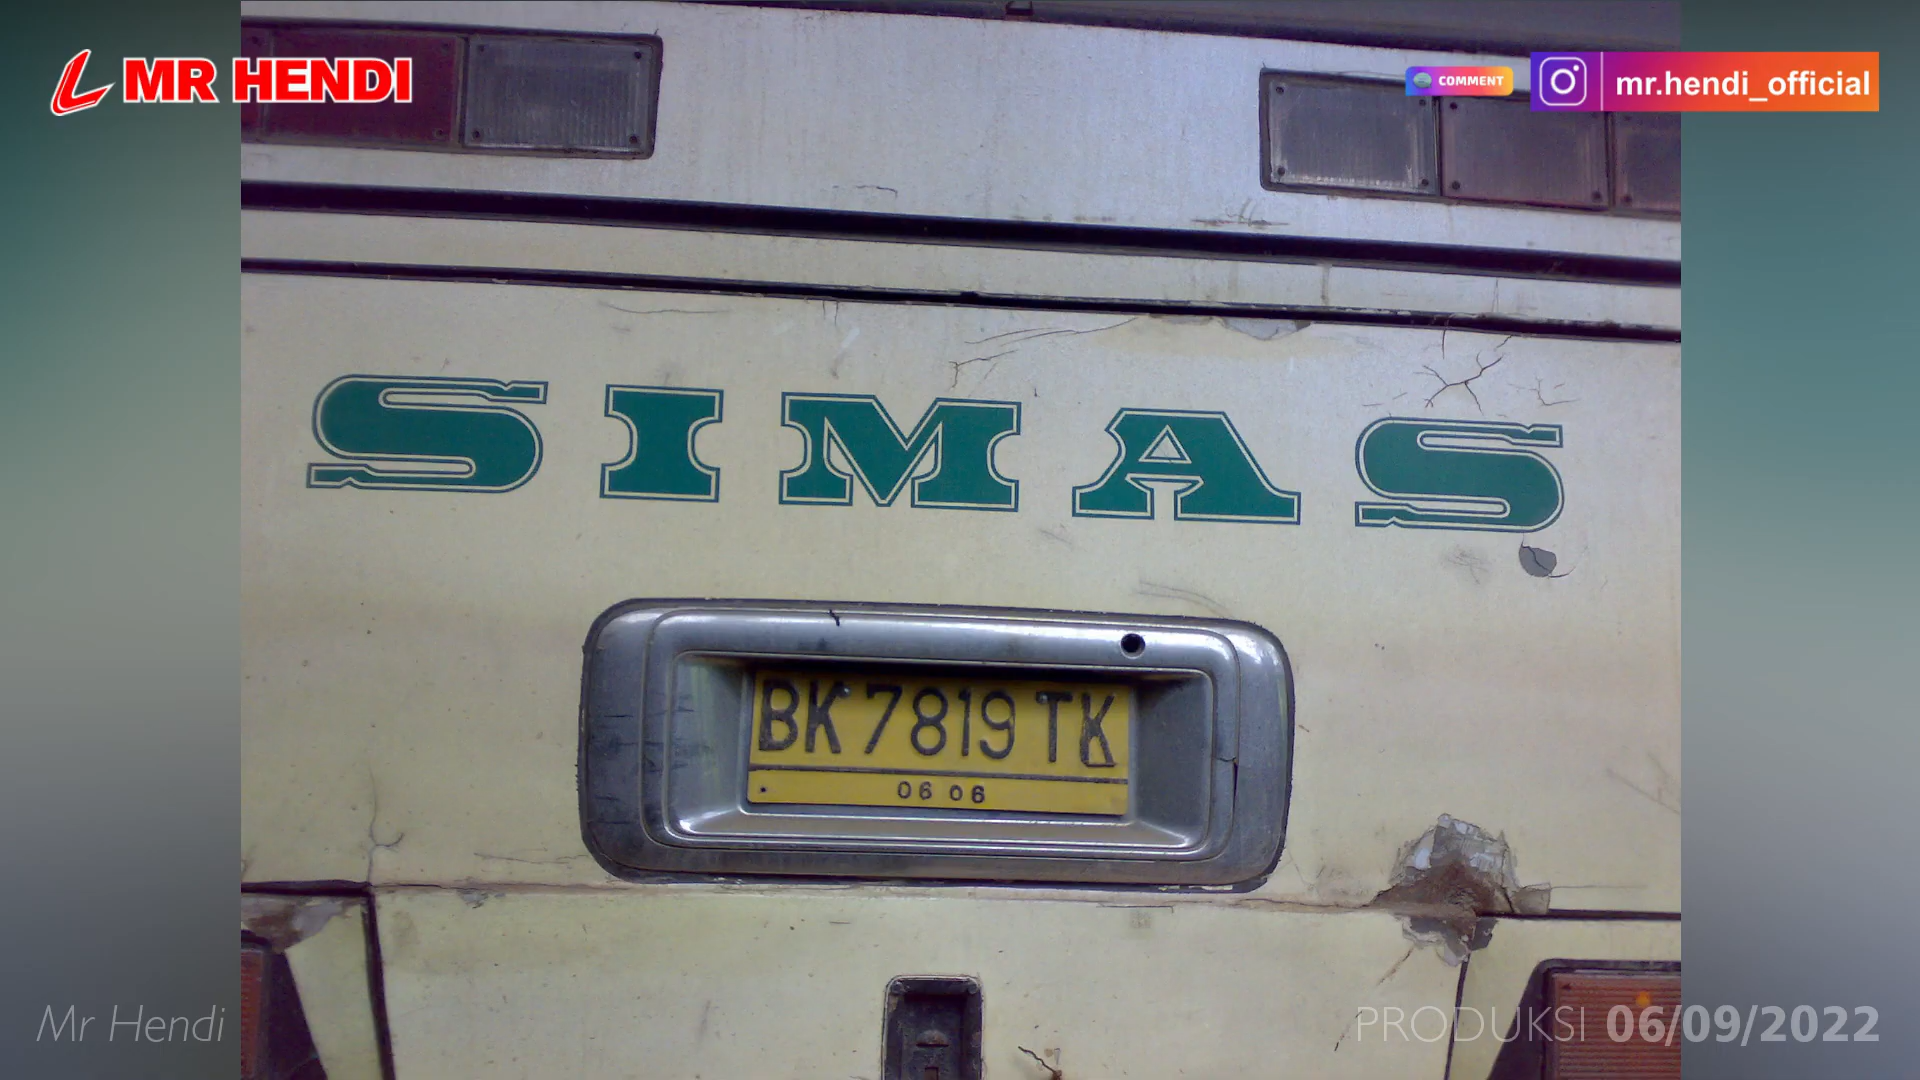 MR HENDI
COMMENT
mr.hendi_official
SIMAS
BK 7819 TK
06 06
Mr Hendi
PRODUKSI 06/09/2022